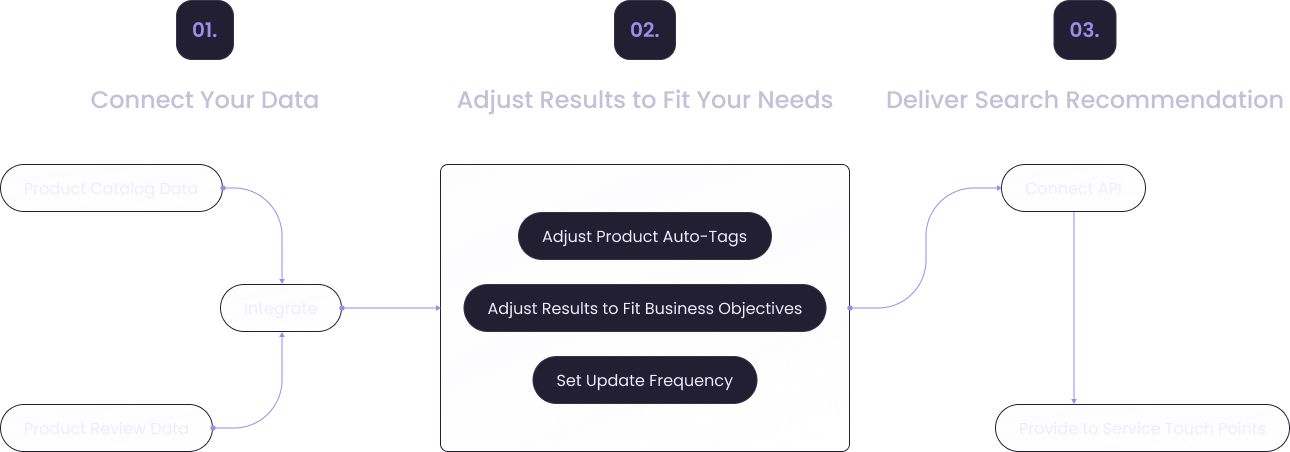 01.
Connect Your Data
Product Catalog Data
Integrate
Product Review Data
02.
Adjust Results to Fit Your Needs
Adjust Product Auto-Tags
Adjust Results to Fit Business Objectives
Set Update Frequency
03.
Deliver Search Recommendation
Connect API
Provide to Service Touch Points